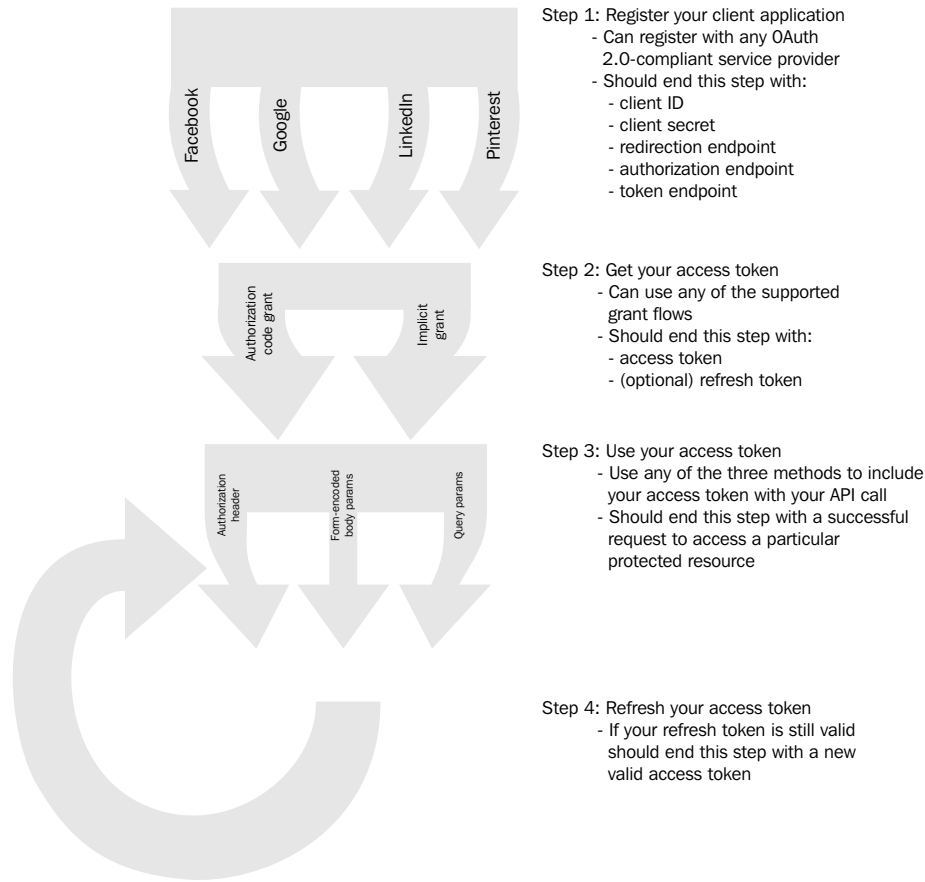 Step 1: Register your client application
- Can register with any OAuth
2.0-compliant service provider
- Should end this step with:
- client ID
- client secret
- redirection endpoint
- authorization endpoint
- token endpoint
Facebook
Google
LinkedIn
Pinterest
Step 2: Get your access token
- Can use any of the supported
grant flows
- Should end this step with:
- access token
- (optional) refresh token
Authorization
code grant
Implicit
grant
Step 3: Use your access token
- Use any of the three methods to include
your access token with your API call
- Should end this step with a successful
request to access a particular
protected resource
Authorization
header
Form-encoded
body params
Query params
Step 4: Refresh your access token
- If your refresh token is still valid
should end this step with a new
valid access token